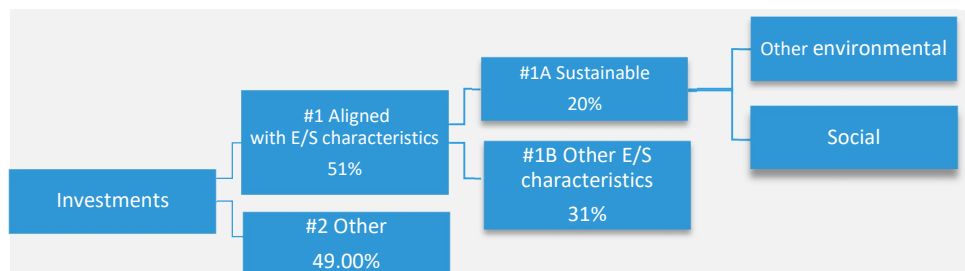 Investments
#1 Aligned
with E/S characteristics
51%
#2 Other
49.00%
#1A Sustainable
20%
#1B Other E/S
characteristics
31%
Other environmental
Social